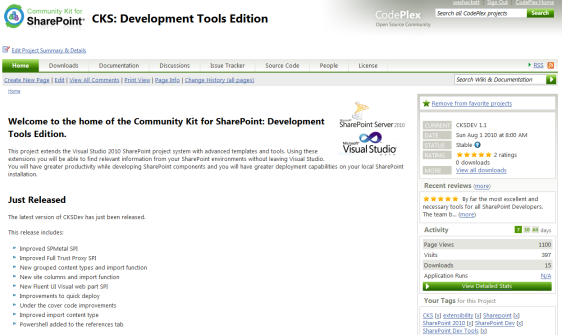 weshackett Sign Out CodePlex Home
Community Kit for
SharePoint
CKS: Development Tools Edition
CodePlex
Open Source Community
Search all CodePlex projects
Search
Edit Project Summary & Details
Home Downloads Documentation Discussions Issue Tracker Source Code People License
RSS
Create New Page | Edit | View All Comments | Print View | Page Info | Change History (all pages)
Search Wiki & Documentation
Home
Welcome to the home of the Community Kit for SharePoint: Development
Tools Edition.
Microsoft
SharePoint Server 2010
Microsoft
Visual Studio
This project extends the Visual Studio 2010 SharePoint project system with advanced templates and tools. Using these
extensions you will be able to find relevant information from your SharePoint environments without leaving Visual Studio.
You will have greater productivity while developing SharePoint components and you will have greater deployment capabilities on your local SharePoint
installation.
Just Released
The latest version of CKSDev has just been released.
This release includes:
Improved SPMetal SPI
Improved Full Trust Proxy SPI
New grouped content types and import function
New site columns and import function
New Fluent UI Visual web part SPI
Improvements to quick deploy
Under the cover code improvements
Improved import content type
Powershell added to the references tab
Remove from favorite projects
CURRENT CKSDEV 1.1
DATE Sun Aug 1 2010 at 8:00 AM
STATUS Stable
RATING 2 ratings
0 downloads
MORE View all downloads
Recent reviews (more)
By far the most excellent and
necessary tools for all SharePoint Developers.
The team b... (more)
Activity 7 30 all days
Page Views 1100
Visits 397
Downloads 15
Application Runs N/A
View Detailed Stats
Your Tags for this Project
CKS [x] extensibility [x] Sharepoint [x]
SharePoint 2010 [x] SharePoint Dev [x]
SharePoint Dev Tools [x]